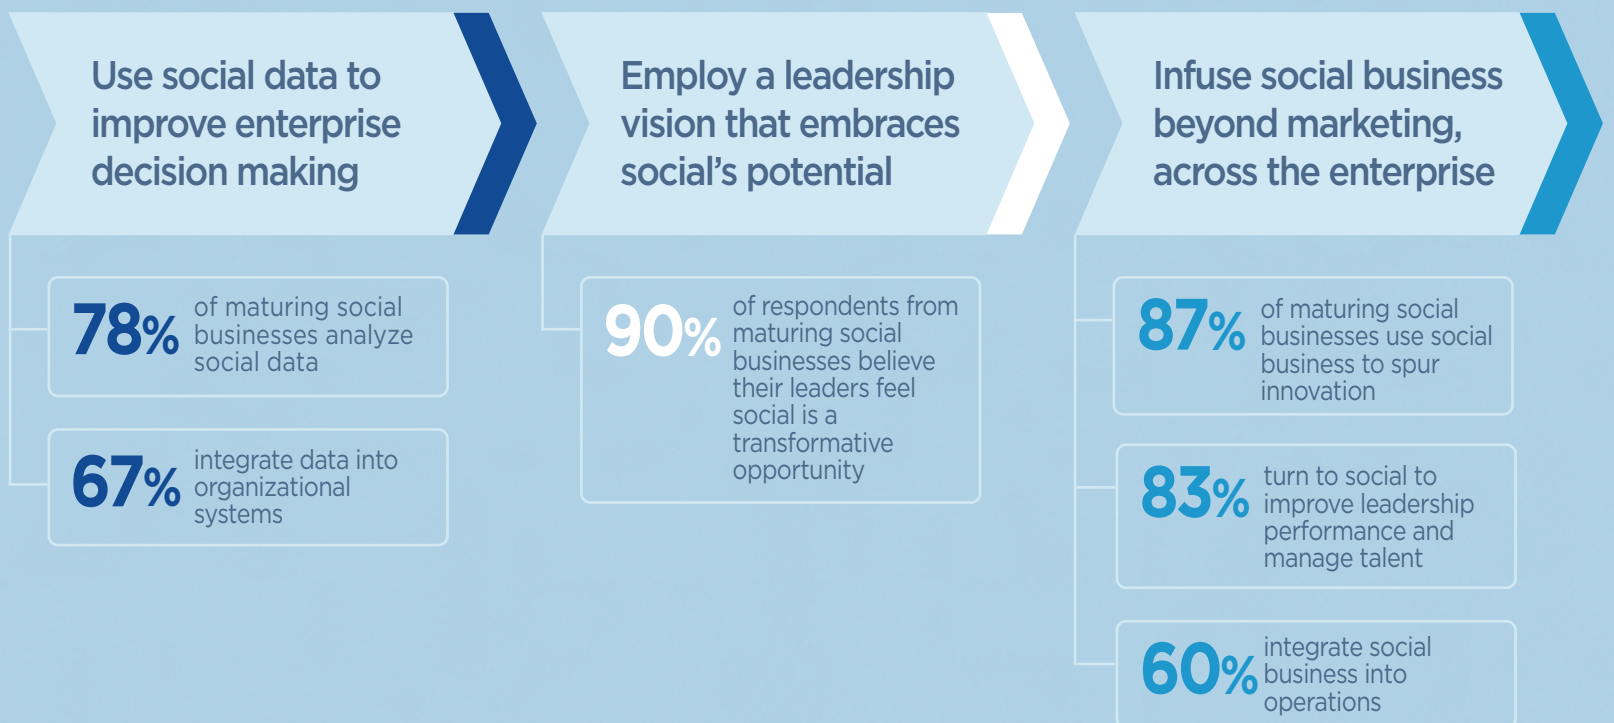 Use social data to
improve enterprise
decision making
78% of maturing social
businesses analyze
social data
67% integrate data into
organizational
systems
Employ a leadership
vision that embraces
social's potential
90% of respondents from
maturing social
businesses believe
their leaders feel
social is a
transformative
opportunity
Infuse social business
beyond marketing,
across the enterprise
87% of maturing social
businesses use social
business to spur
innovation
83% turn to social to
improve leadership
performance and
manage talent
60% integrate social
business into
operations